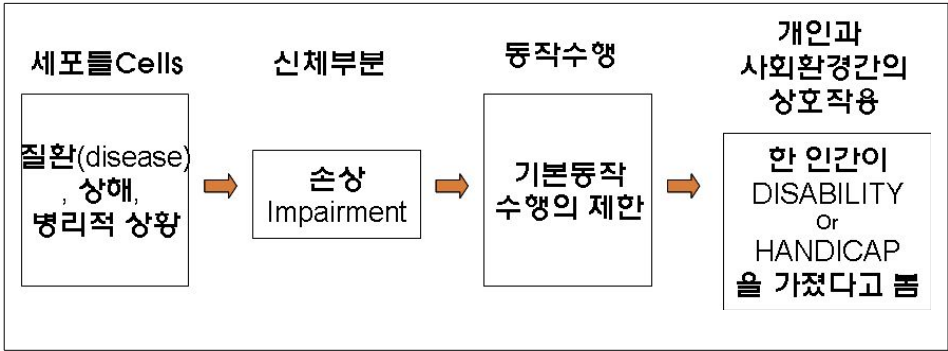 세포들Cells
질환(disease)
, 상해,
병리적 상황
신체부분
손상
Impairment
동작수행
기본동작
수행의 제한
개인과
사회환경간의
상호작용
한 인간이
DISABILITY
Or
HANDICAP
을 가졌다고 봄